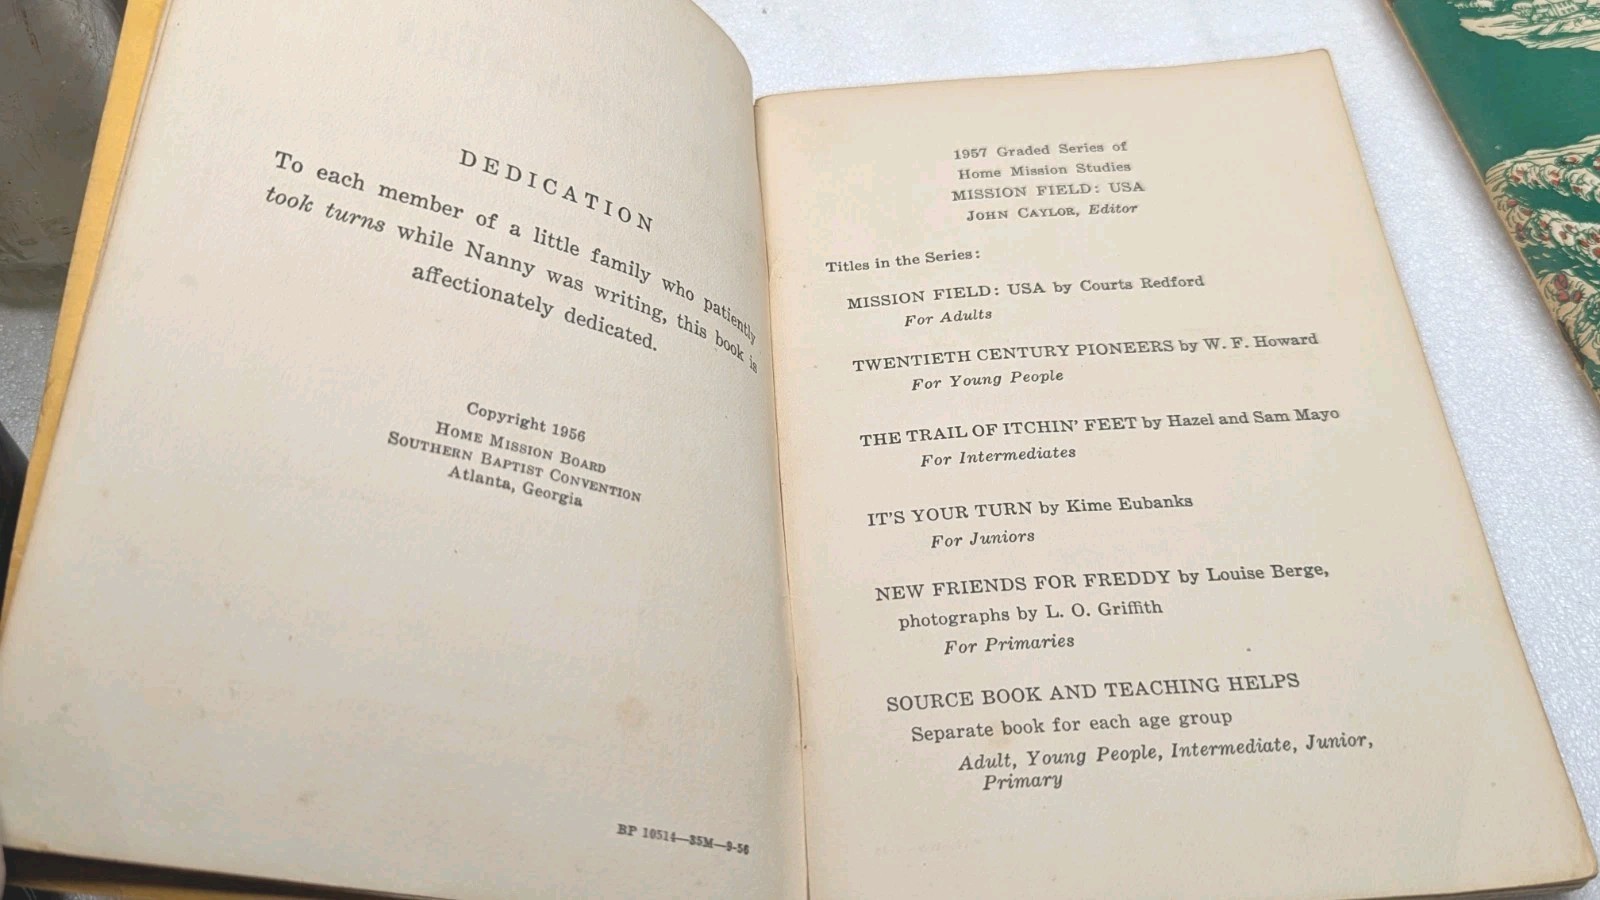 DEDICATION
To each member of a little family who patiently
took turns while Nanny was writing, this book is
affectionately dedicated.
Copyright 1956
HOME MISSION BOARD
SOUTHERN BAPTIST CONVENTION
Atlanta, Georgia
BP 10514—35M—9-56
1957 Graded Series of
Home Mission Studies
MISSION FIELD: USA
JOHN CAYLOR, Editor
Titles in the Series:
MISSION FIELD: USA by Courts Redford
For Adults
TWENTIETH CENTURY PIONEERS by W. F. Howard
For Young People
THE TRAIL OF ITCHIN' FEET by Hazel and Sam Mayo
For Intermediates
IT'S YOUR TURN by Kime Eubanks
For Juniors
NEW FRIENDS FOR FREDDY by Louise Berge,
photographs by L. O. Griffith
For Primaries
SOURCE BOOK AND TEACHING HELPS
Separate book for each age group
Adult, Young People, Intermediate, Junior,
Primary